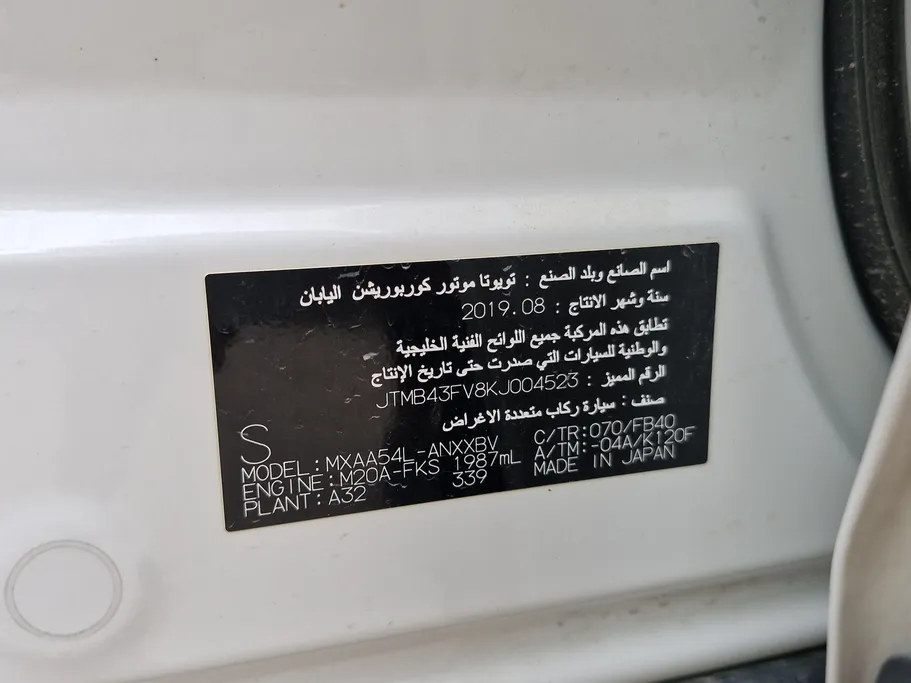 اسم الصانع وبلد الصنع : تويوتا موتور كوربوريشن اليابان
سنة وشهر الانتاج : 2019.08
تطابق هذه المركبة جميع اللوائح الفنية الخليجية
والوطنية للسيارات التي صدرت حتى تاريخ الإنتاج
الرقم المميز : JTMB43FV8KJ004523
صنف : سيارة ركاب متعددة الاغراض
S
MODEL:MXAA54L-ANXXBV C/TR:070/FB40
ENGINE:M20A-FKS 1987mL A/TM:-04A/K120F
PLANT:A32 339 MADE IN JAPAN